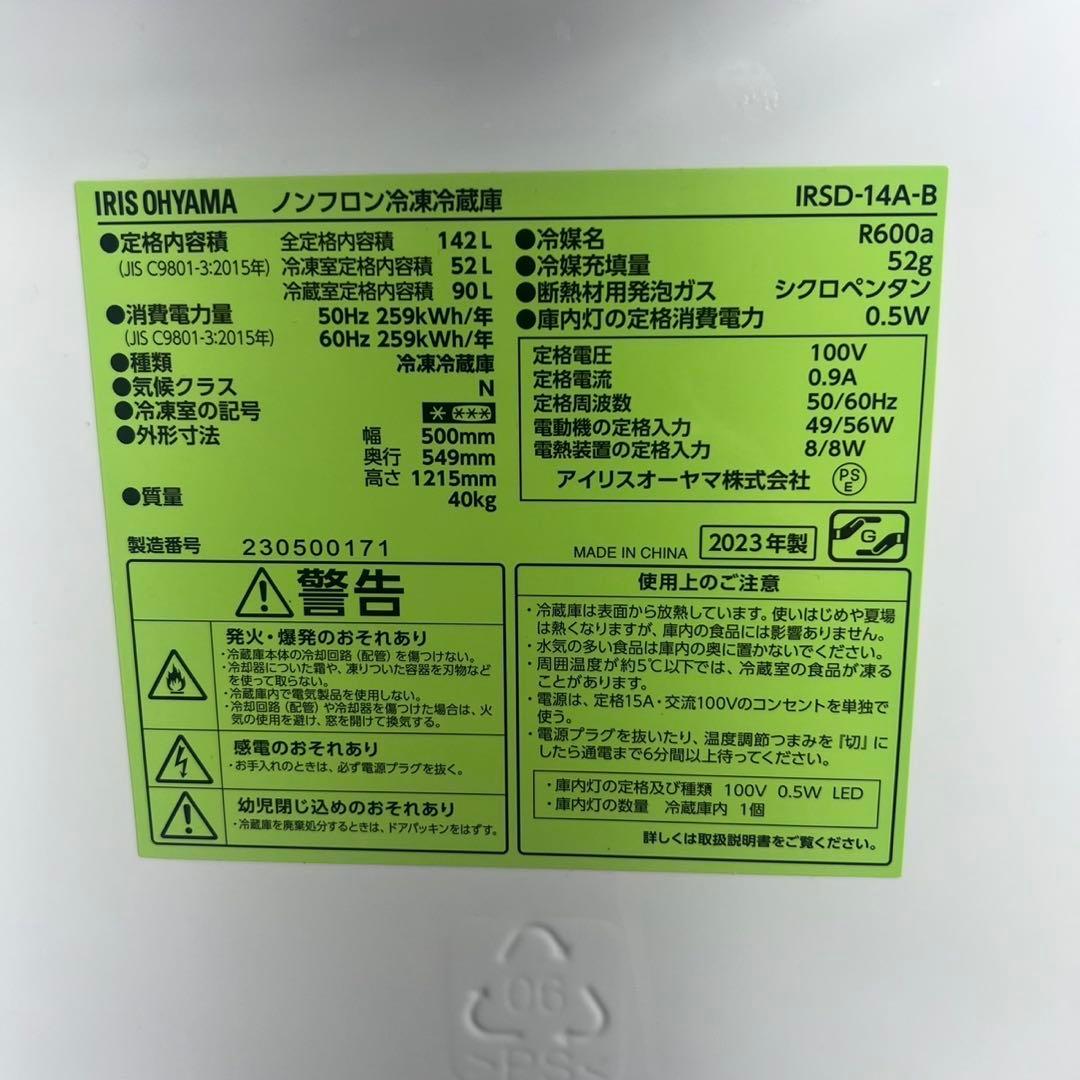 IRIS OHYAMA ノンフロン冷凍冷蔵庫 IRSD-14A-B
●定格内容積 全定格内容積 142L
(JIS C9801-3:2015年) 冷凍室定格内容積 52L
冷蔵室定格内容積 90L
●消費電力量 50Hz 259kWh/年
(JIS C9801-3:2015年) 60Hz 259kWh/年
●種類 冷凍冷蔵庫
●気候クラス N
●冷凍室の記号 * ***
●外形寸法 幅 500mm
奥行 549mm
高さ 1215mm
●質量 40kg
製造番号 230500171
●冷媒名 R600a
●冷媒充填量 52g
●断熱材用発泡ガス シクロペンタン
●庫内灯の定格消費電力 0.5W
定格電圧 100V
定格電流 0.9A
定格周波数 50/60Hz
電動機の定格入力 49/56W
電熱装置の定格入力 8/8W
アイリスオーヤマ株式会社 PSE
MADE IN CHINA 2023年製 G
警告
発火・爆発のおそれあり
・冷蔵庫本体の冷却回路(配管)を傷つけない。
・冷却器についた霜や、凍りついた容器を刃物など
を使って取らない。
・冷蔵庫内で電気製品を使用しない。
・冷却回路(配管)や冷却器を傷つけた場合は、火
気の使用を避け、窓を開けて換気する。
感電のおそれあり
・お手入れのときは、必ず電源プラグを抜く。
幼児閉じ込めのおそれあり
・冷蔵庫を廃棄処分するときは、ドアパッキンをはずす。
使用上のご注意
・冷蔵庫は表面から放熱しています。使いはじめや夏場
は熱くなりますが、庫内の食品には影響ありません。
・水気の多い食品は庫内の奥に置かないでください。
・周囲温度が約5℃以下では、冷蔵室の食品が凍る
ことがあります。
・電源は、定格15A・交流100Vのコンセントを単独で
使う。
・電源プラグを抜いたり、温度調節つまみを『切』に
したら通電まで6分間以上待ってください。
・庫内灯の定格及び種類 100V 0.5W LED
・庫内灯の数量 冷蔵庫内 1個
詳しくは取扱説明書をご覧ください。
06
>PS<